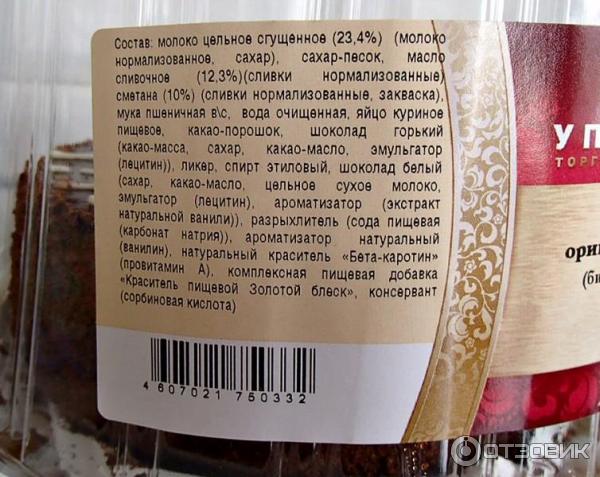 Состав: молоко цельное сгущенное (23,4%) (молоко
нормализованное, сахар), сахар-песок, масло
сливочное (12,3%)(сливки нормализованные)
сметана (10%) (сливки нормализованные, закваска),
мука пшеничная в\с, вода очищенная, яйцо куриное
пищевое, какао-порошок, шоколад горький
(какао-масса, сахар, какао-масло, эмульгатор
(лецитин)), ликер, спирт этиловый, шоколад белый
(сахар, какао-масло, цельное сухое молоко,
эмульгатор (лецитин), ароматизатор (экстракт
натуральной ванили)), разрыхлитель (сода пищевая
(карбонат натрия)), ароматизатор натуральный
(ванилин), натуральный краситель «Бета-каротин»
(провитамин А), комплексная пищевая добавка
«Краситель пищевой Золотой блеск», консервант
(сорбиновая кислота)
4 607021 750332
У П
ТОРГ
ори
(би
ОТЗОВИК